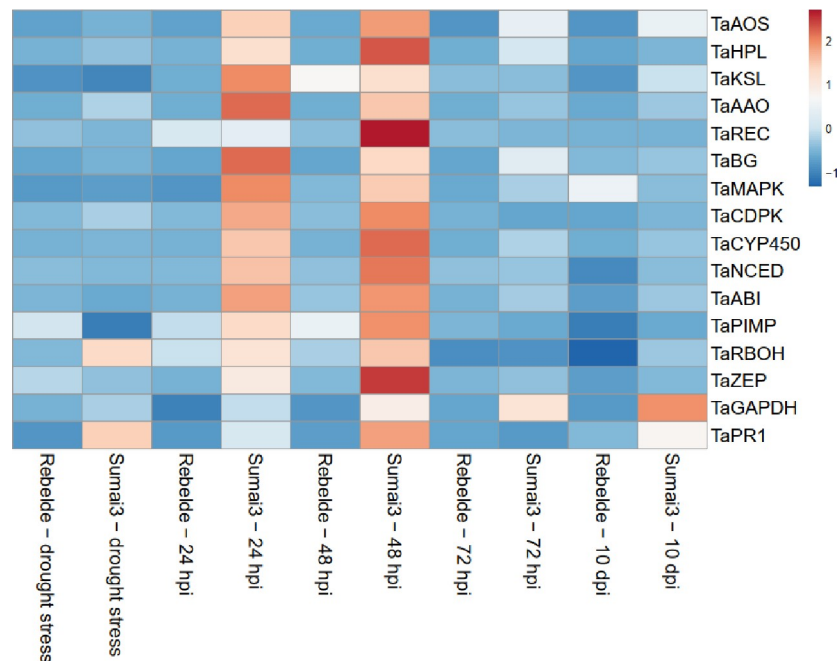 TaAOS
TaHPL
TaKSL
TaAAO
TaREC
TaBG
TaMAPK
TaCDPK
TaCYP450
TaNCED
TaABI
TaPIMP
TaRBOH
TaZEP
TaGAPDH
TaPR1
2
1
0
−1
Rebelde − drought stress
Sumai3 − drought stress
Rebelde − 24 hpi
Sumai3 − 24 hpi
Rebelde − 48 hpi
Sumai3 − 48 hpi
Rebelde − 72 hpi
Sumai3 − 72 hpi
Rebelde − 10 dpi
Sumai3 − 10 dpi